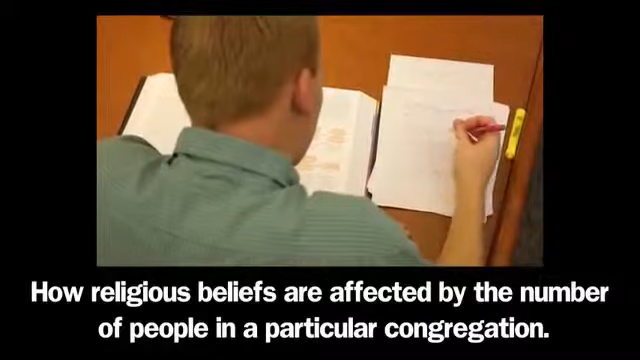 How religious beliefs are affected by the number
of people in a particular congregation.